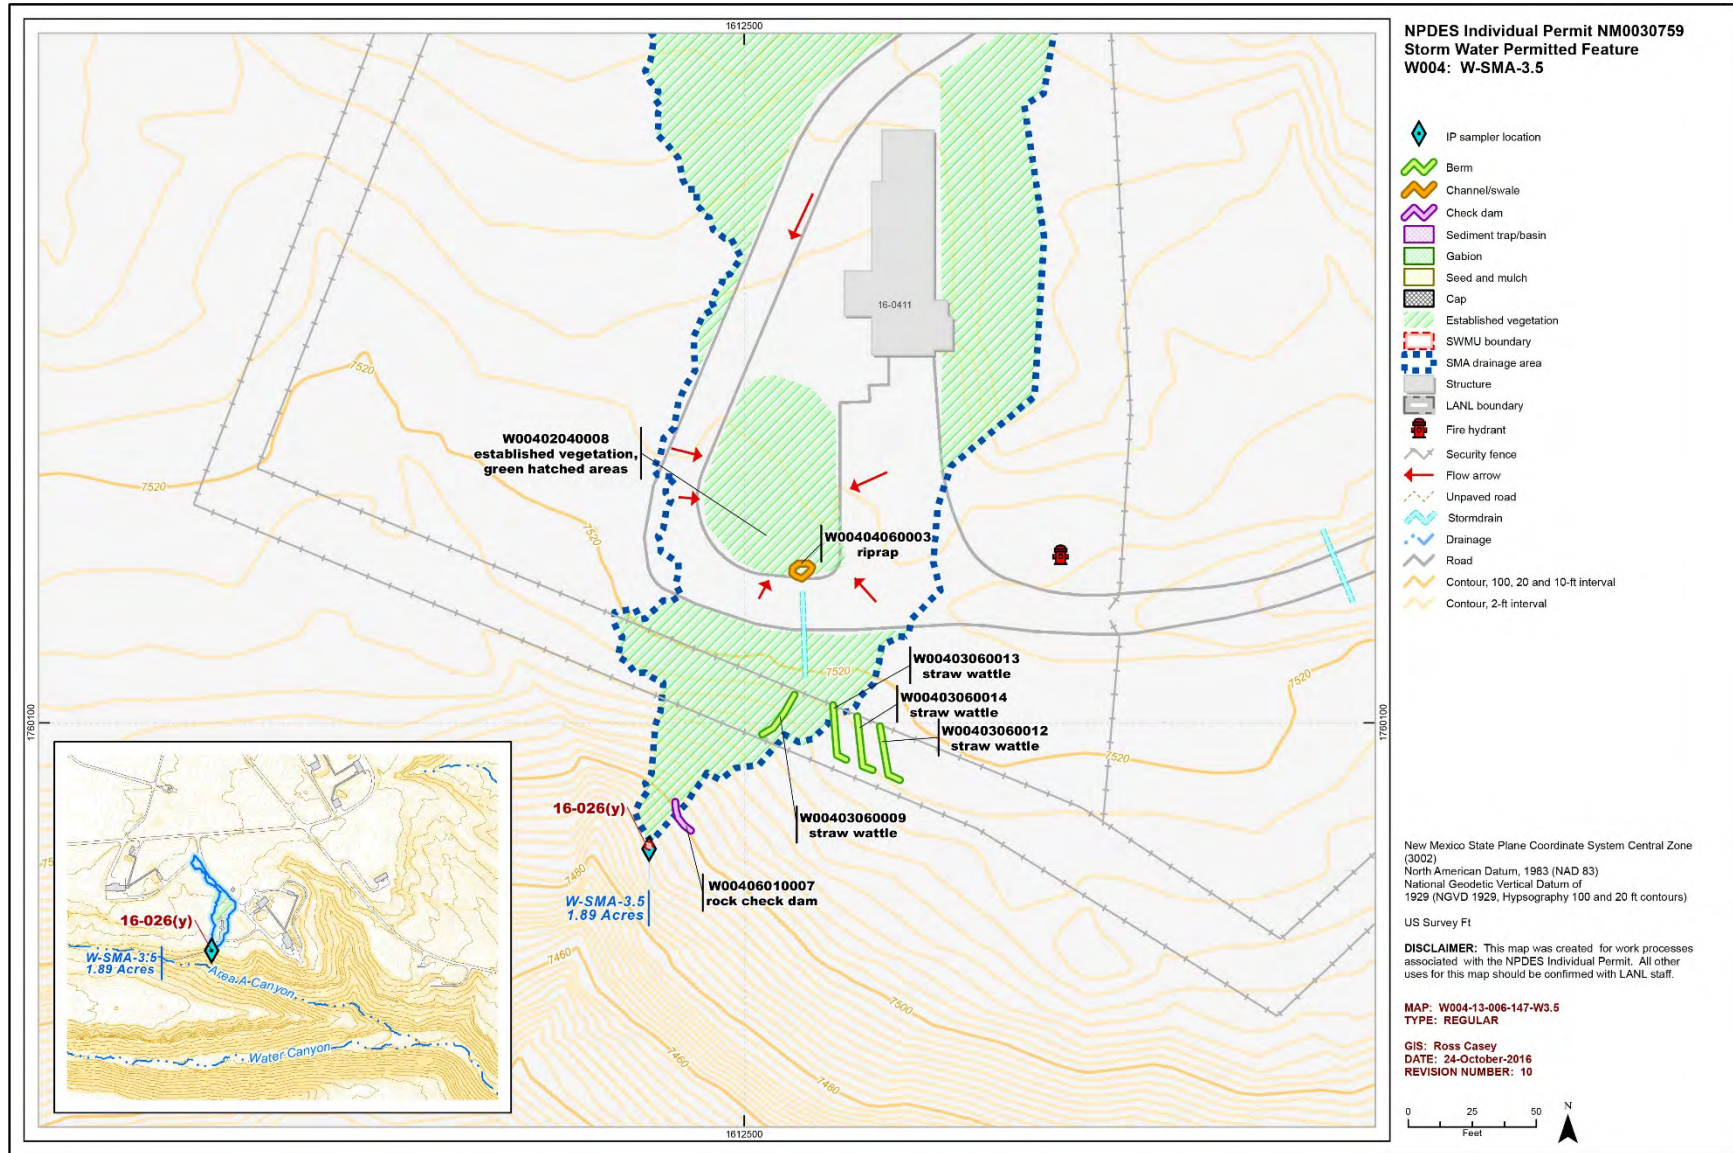 1612500
NPDES Individual Permit NM0030759
Storm Water Permitted Feature
W004: W-SMA-3.5
IP sampler location
Berm
Channel/swale
Check dam
Sediment trap/basin
Gabion
Seed and mulch
Cap
Established vegetation
SWMU boundary
SMA drainage area
Structure
LANL boundary
Fire hydrant
Security fence
Flow arrow
Unpaved road
Stormdrain
Drainage
Road
Contour, 100, 20 and 10-ft interval
Contour, 2-ft interval
16-0411
7520
7520
7520
W00402040008
established vegetation,
green hatched areas
W00404060003
riprap
7520
W00403060013
straw wattle
W00403060014
straw wattle
W00403060012
straw wattle
7520
7520
1760100
1760100
W00403060009
straw wattle
16-026(y)
W00406010007
rock check dam
W-SMA-3.5
1.89 Acres
7480
7460
7500
7460
7480
16-026(y)
W-SMA-3.5
1.89 Acres
Area A Canyon
Water Canyon
1612500
New Mexico State Plane Coordinate System Central Zone
(3002)
North American Datum, 1983 (NAD 83)
National Geodetic Vertical Datum of
1929 (NGVD 1929, Hypsography 100 and 20 ft contours)
US Survey Ft
DISCLAIMER: This map was created for work processes
associated with the NPDES Individual Permit. All other
uses for this map should be confirmed with LANL staff.
MAP: W004-13-006-147-W3.5
TYPE: REGULAR
GIS: Ross Casey
DATE: 24-October-2016
REVISION NUMBER: 10
0 25 50
Feet
N